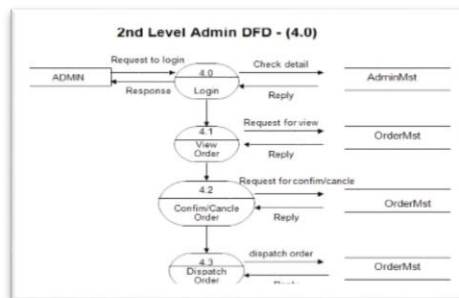 2nd Level Admin DFD - (4.0)
Request to login
4.0
Check detail
ADMIN
AdminMst
Response
Login
Reply
4.1
Request for view
View
Order
OrderMst
Reply
4.2
Request for confim/cancle
Confim/Cancle
Order
OrderMst
Reply
4.3
dispatch order
Dispatch
Order
OrderMst
Reply